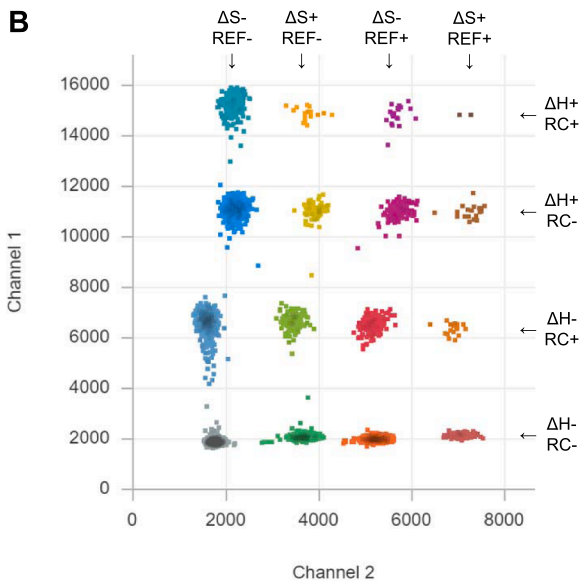 B
ΔS- ΔS+ ΔS- ΔS+
REF- REF- REF+ REF+
↓ ↓ ↓ ↓
16000
← ΔH+
RC+
14000
12000
← ΔH+
RC-
10000
Channel 1
8000
← ΔH-
RC+
6000
4000
← ΔH-
RC-
2000
0
0 2000 4000 6000 8000
Channel 2